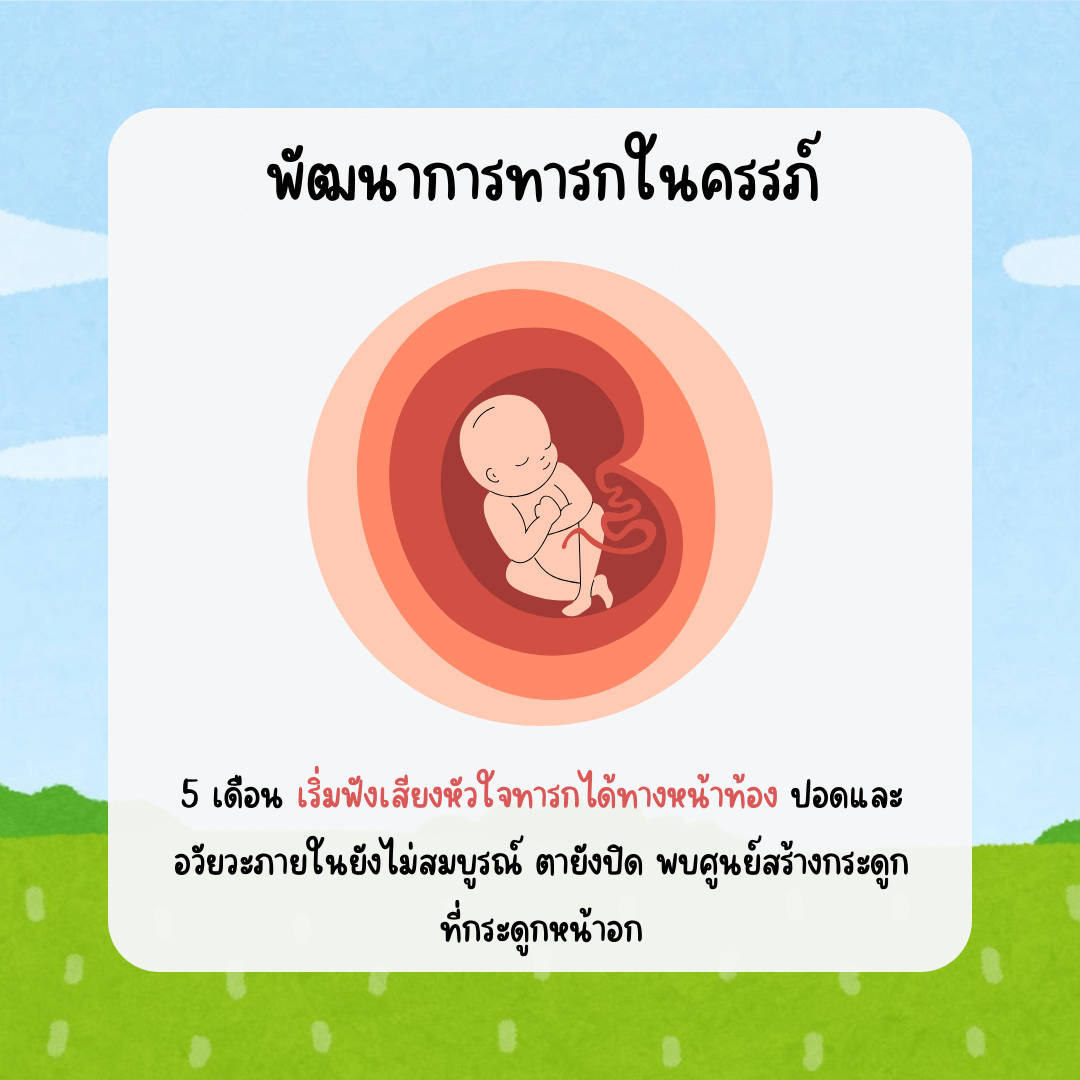 พัฒนาการทารกในครรภ์
5 เดือน เริ่มฟังเสียงหัวใจทารกได้ทางหน้าท้อง ปอดและ
อวัยวะภายในยังไม่สมบูรณ์ ตายังปิด พบศูนย์สร้างกระดูก
ที่กระดูกหน้าอก